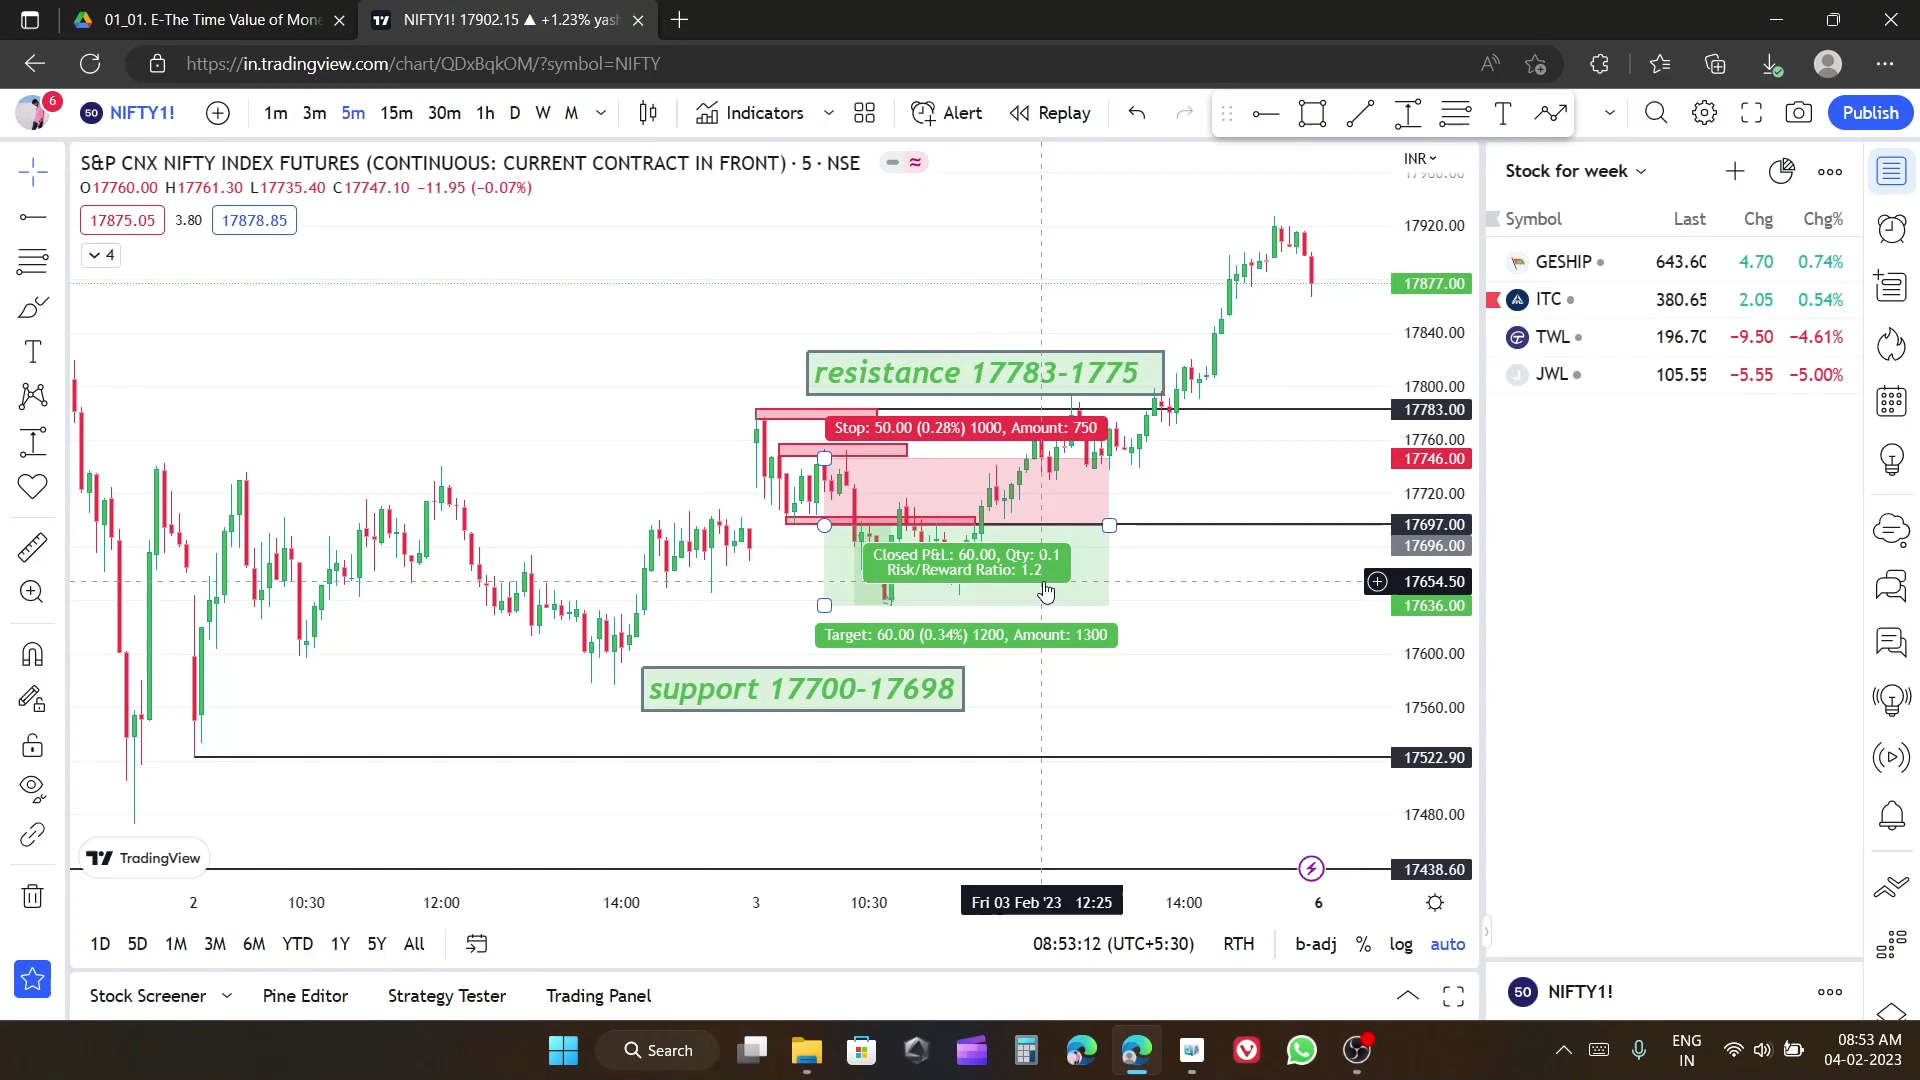 01_01. E-The Time Value of Mone
NIFTY1! 17902.15 ▲ +1.23% yash
https://in.tradingview.com/chart/QDxBqkOM/?symbol=NIFTY
6
50 NIFTY1!
1m 3m 5m 15m 30m 1h D W M
Indicators
Alert
Replay
Publish
S&P CNX NIFTY INDEX FUTURES (CONTINUOUS: CURRENT CONTRACT IN FRONT) · 5 · NSE
O17760.00 H17761.30 L17735.40 C17747.10 −11.95 (−0.07%)
17875.05 3.80 17878.85
4
INR
17920.00
17877.00
17840.00
17800.00
17783.00
17760.00
17746.00
17720.00
17697.00
17696.00
17654.50
17636.00
17600.00
17560.00
17522.90
17480.00
17438.60
resistance 17783-1775
Stop: 50.00 (0.28%) 1000, Amount: 750
Closed P&L: 60.00, Qty: 0.1
Risk/Reward Ratio: 1.2
Target: 60.00 (0.34%) 1200, Amount: 1300
support 17700-17698
TradingView
2 10:30 12:00 14:00 3 10:30 Fri 03 Feb '23 12:25 14:00 6
1D 5D 1M 3M 6M YTD 1Y 5Y All
08:53:12 (UTC+5:30) RTH b-adj % log auto
Stock Screener Pine Editor Strategy Tester Trading Panel
Stock for week
Symbol Last Chg Chg%
GESHIP 643.60 4.70 0.74%
ITC 380.65 2.05 0.54%
TWL 196.70 −9.50 −4.61%
J JWL 105.55 −5.55 −5.00%
50 NIFTY1!
Search
ENG
IN
08:53 AM
04-02-2023